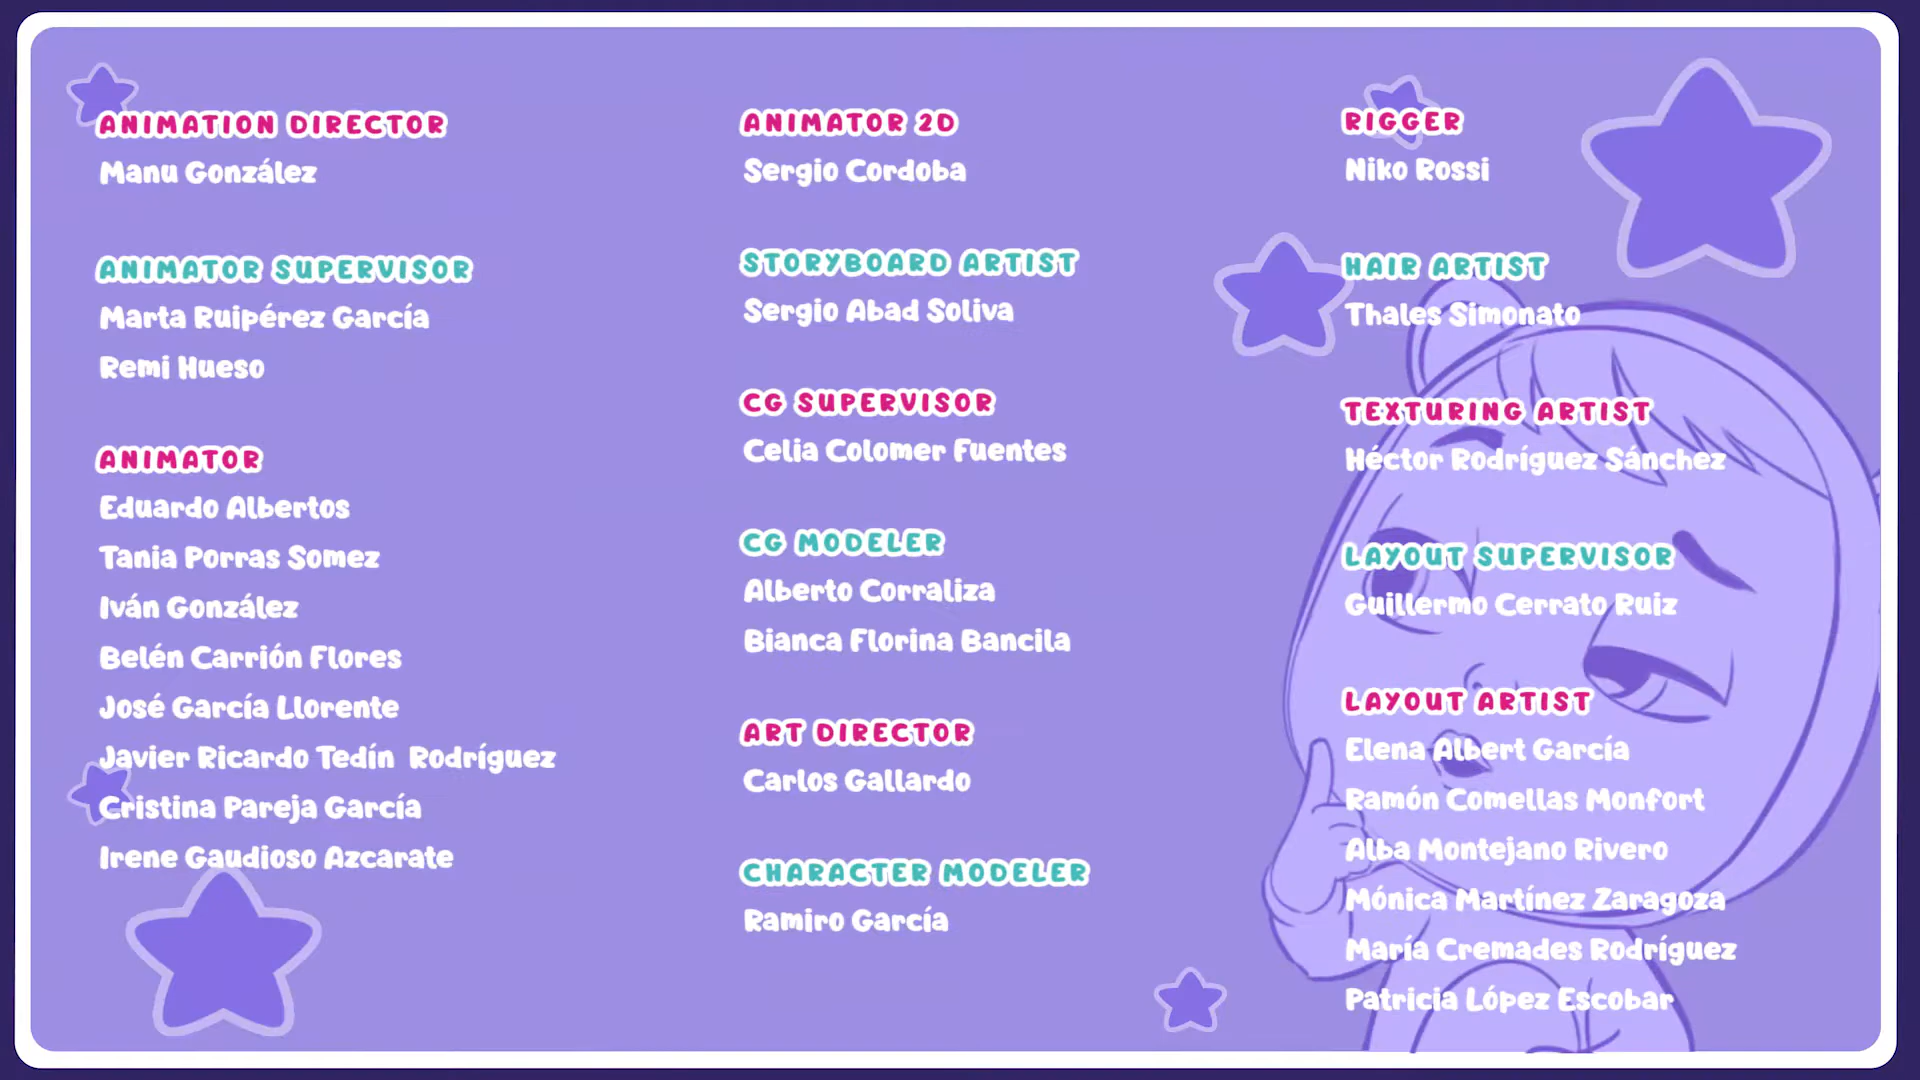 ANIMATION DIRECTOR
Manu González
ANIMATOR SUPERVISOR
Marta Ruipérez García
Remi Hueso
ANIMATOR
Eduardo Albertos
Tania Porras Somez
Iván González
Belén Carrión Flores
José García Llorente
Javier Ricardo Tedín Rodríguez
Cristina Pareja García
Irene Gaudioso Azcarate
ANIMATOR 2D
Sergio Cordoba
STORYBOARD ARTIST
Sergio Abad Soliva
CG SUPERVISOR
Celia Colomer Fuentes
CG MODELER
Alberto Corraliza
Bianca Florina Bancila
ART DIRECTOR
Carlos Gallardo
CHARACTER MODELER
Ramiro García
RIGGER
Niko Rossi
HAIR ARTIST
Thales Simonato
TEXTURING ARTIST
Héctor Rodríguez Sánchez
LAYOUT SUPERVISOR
Guillermo Cerrato Ruiz
LAYOUT ARTIST
Elena Albert García
Ramón Comellas Monfort
Alba Montejano Rivero
Mónica Martínez Zaragoza
María Cremades Rodríguez
Patricia López Escobar